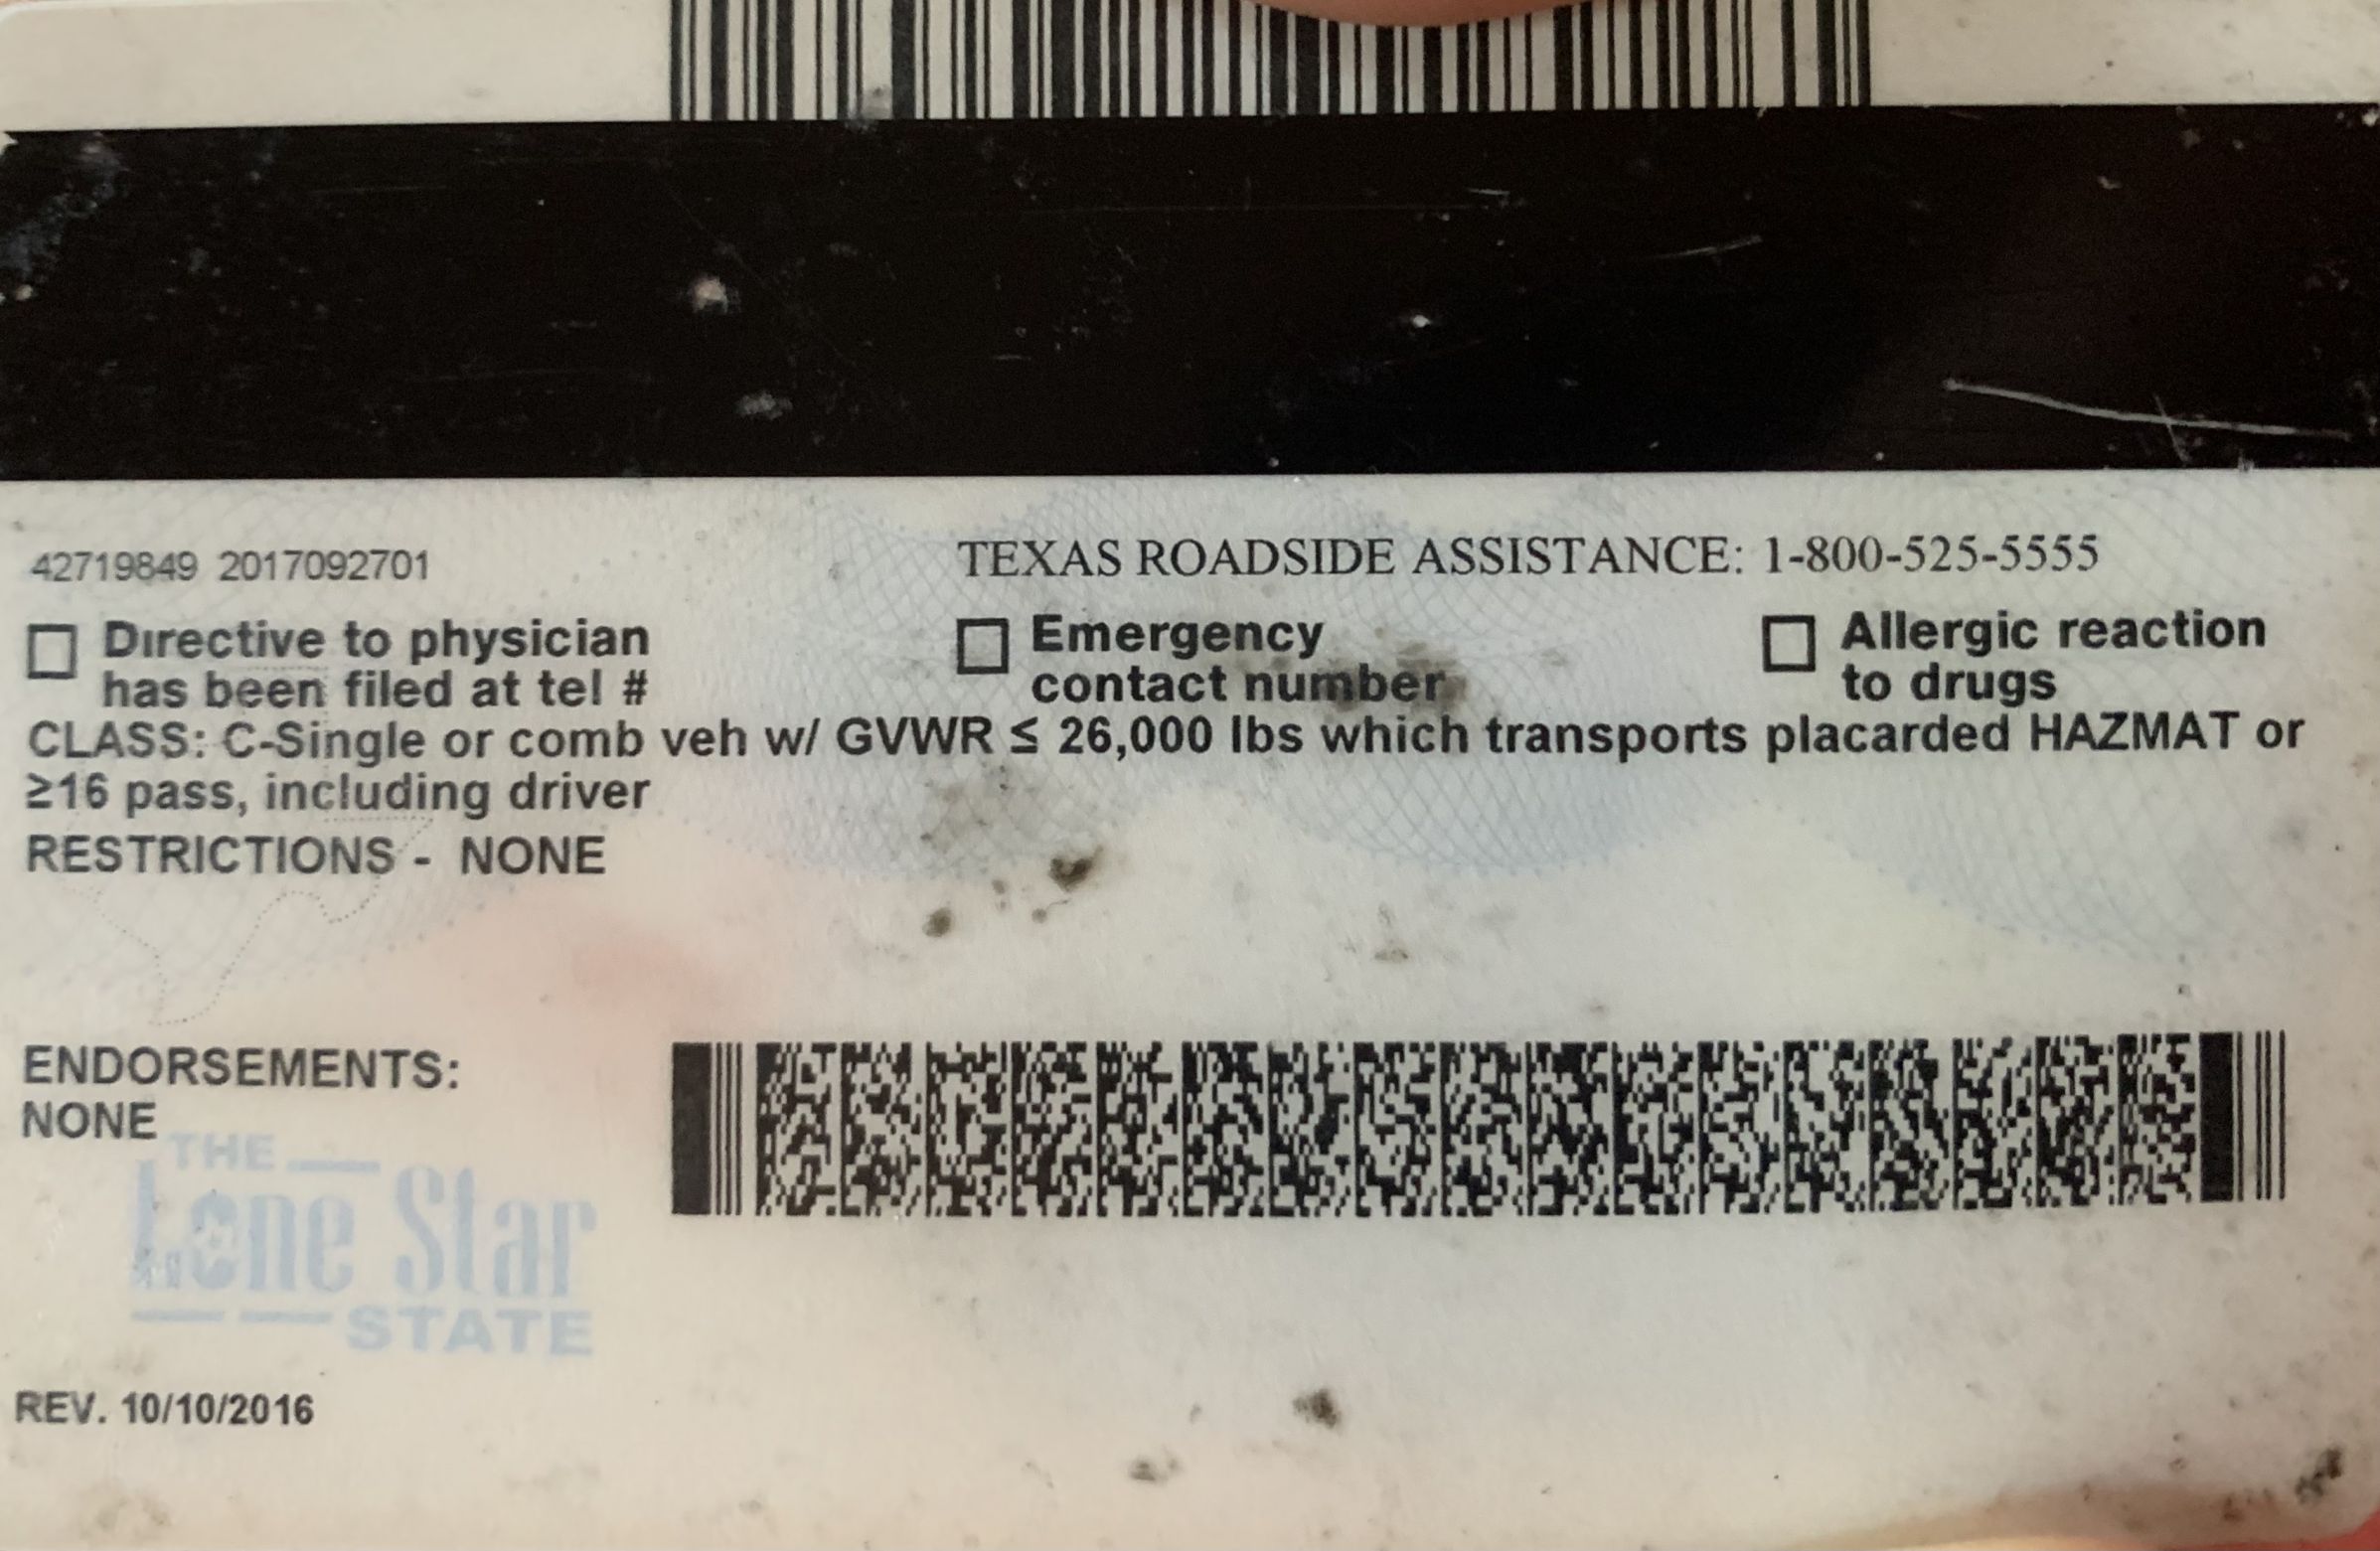 42719849 2017092701
TEXAS ROADSIDE ASSISTANCE: 1-800-525-5555
Directive to physician
has been filed at tel #
Emergency
contact number
Allergic reaction
to drugs
CLASS: C-Single or comb veh w/ GVWR ≤ 26,000 lbs which transports placarded HAZMAT or
≥16 pass, including driver
RESTRICTIONS - NONE
ENDORSEMENTS:
NONE
THE
Lone Star
STATE
REV. 10/10/2016